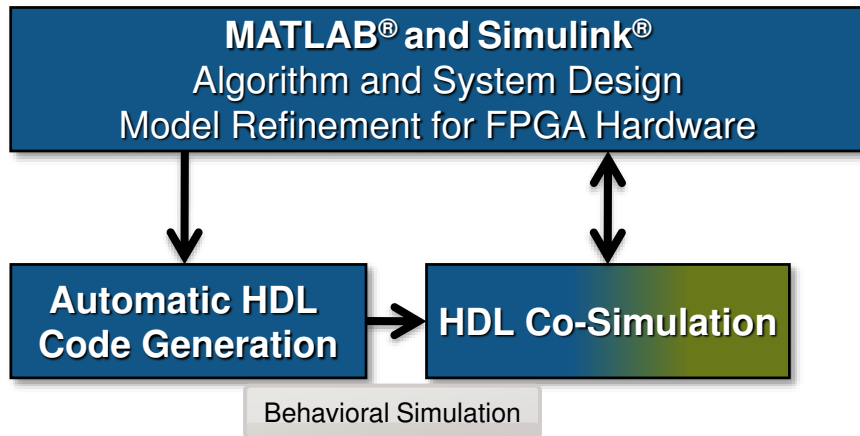 MATLAB® and Simulink®
Algorithm and System Design
Model Refinement for FPGA Hardware
Automatic HDL
Code Generation
HDL Co-Simulation
Behavioral Simulation